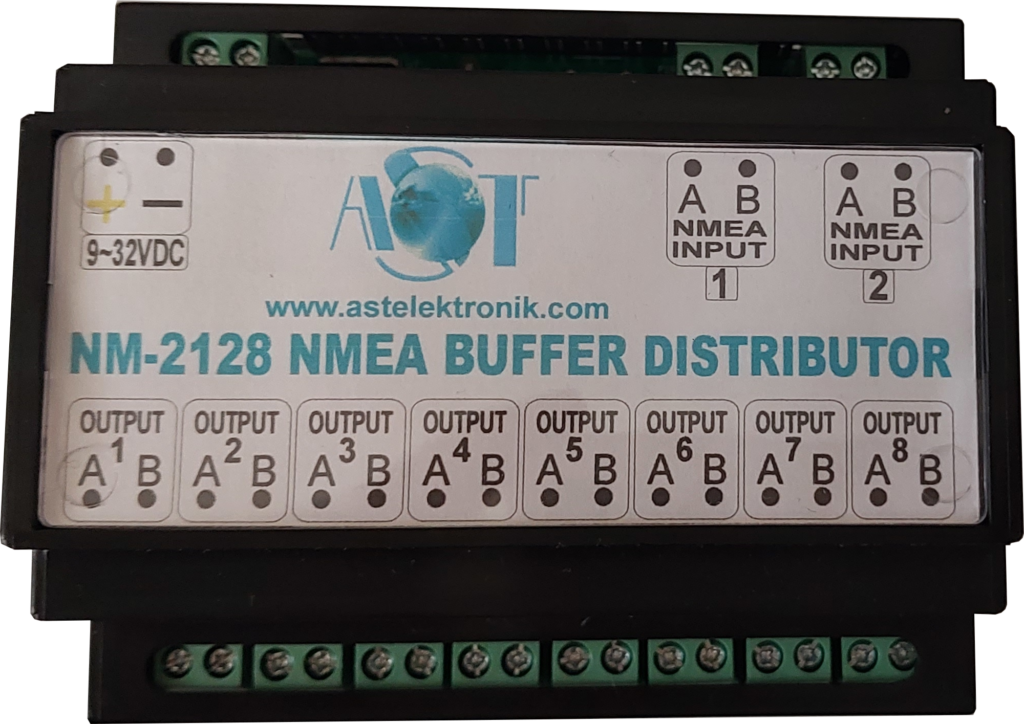 + −
9~32VDC
AST
www.astelektronik.com
A B
NMEA
INPUT
1
A B
NMEA
INPUT
2
NM-2128 NMEA BUFFER DISTRIBUTOR
OUTPUT
1
A B
OUTPUT
2
A B
OUTPUT
3
A B
OUTPUT
4
A B
OUTPUT
5
A B
OUTPUT
6
A B
OUTPUT
7
A B
OUTPUT
8
A B